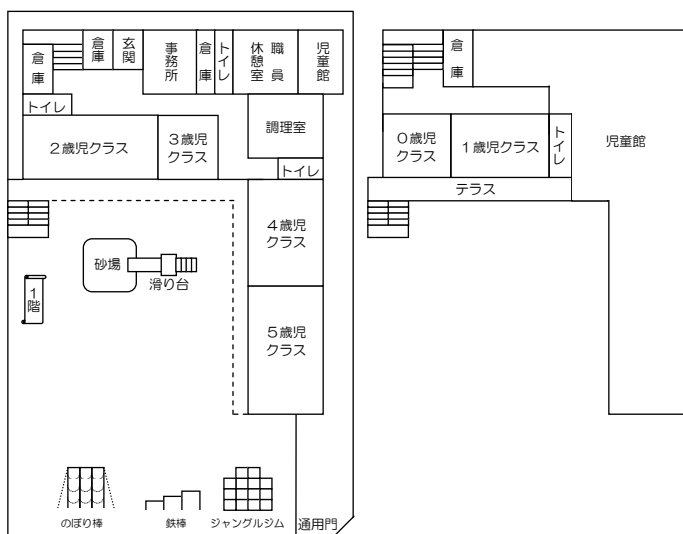 倉庫
倉庫
玄関
事務所
倉庫
トイレ
職員
休憩室
児童館
トイレ
調理室
2歳児クラス
3歳児
クラス
トイレ
4歳児
クラス
砂場
滑り台
1階
5歳児
クラス
のぼり棒
鉄棒
ジャングルジム
通用門
倉庫
0歳児
クラス
1歳児クラス
トイレ
児童館
テラス